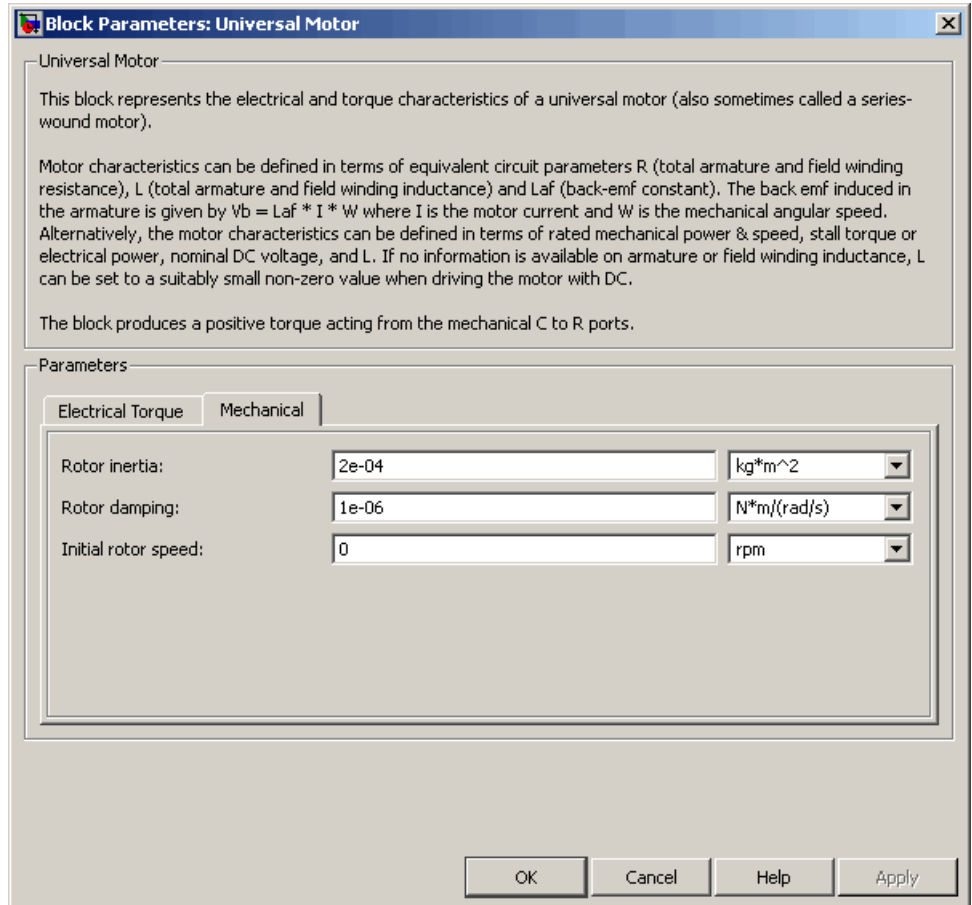 Block Parameters: Universal Motor
Universal Motor
This block represents the electrical and torque characteristics of a universal motor (also sometimes called a series-
wound motor).
Motor characteristics can be defined in terms of equivalent circuit parameters R (total armature and field winding
resistance), L (total armature and field winding inductance) and Laf (back-emf constant). The back emf induced in
the armature is given by Vb = Laf * I * W where I is the motor current and W is the mechanical angular speed.
Alternatively, the motor characteristics can be defined in terms of rated mechanical power & speed, stall torque or
electrical power, nominal DC voltage, and L. If no information is available on armature or field winding inductance, L
can be set to a suitably small non-zero value when driving the motor with DC.
The block produces a positive torque acting from the mechanical C to R ports.
Parameters
Electrical Torque Mechanical
Rotor inertia: 2e-04 kg*m^2
Rotor damping: 1e-06 N*m/(rad/s)
Initial rotor speed: 0 rpm
OK Cancel Help Apply